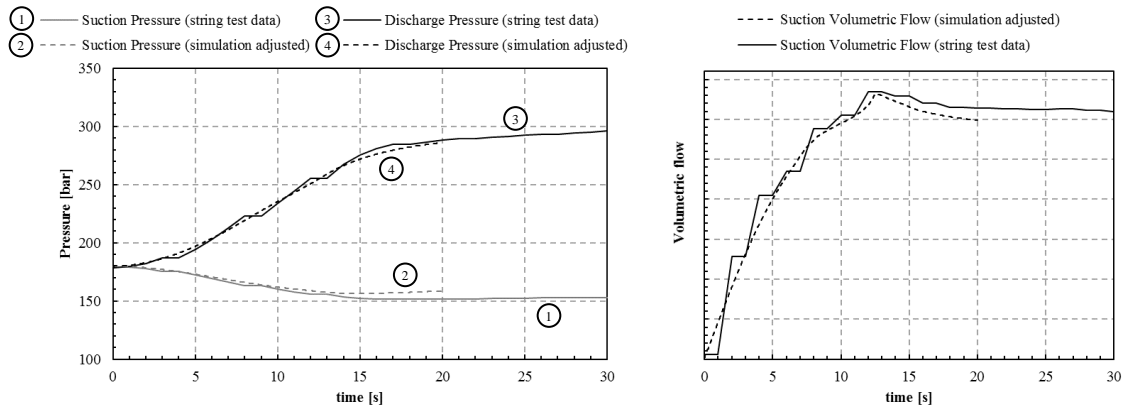 1 Suction Pressure (string test data) 3 Discharge Pressure (string test data)
2 Suction Pressure (simulation adjusted) 4 Discharge Pressure (simulation adjusted)
350
300
250
200
150
100
Pressure [bar]
3
4
2
1
0 5 10 15 20 25 30
time [s]
Suction Volumetric Flow (simulation adjusted)
Suction Volumetric Flow (string test data)
Volumetric flow
0 5 10 15 20 25 30
time [s]